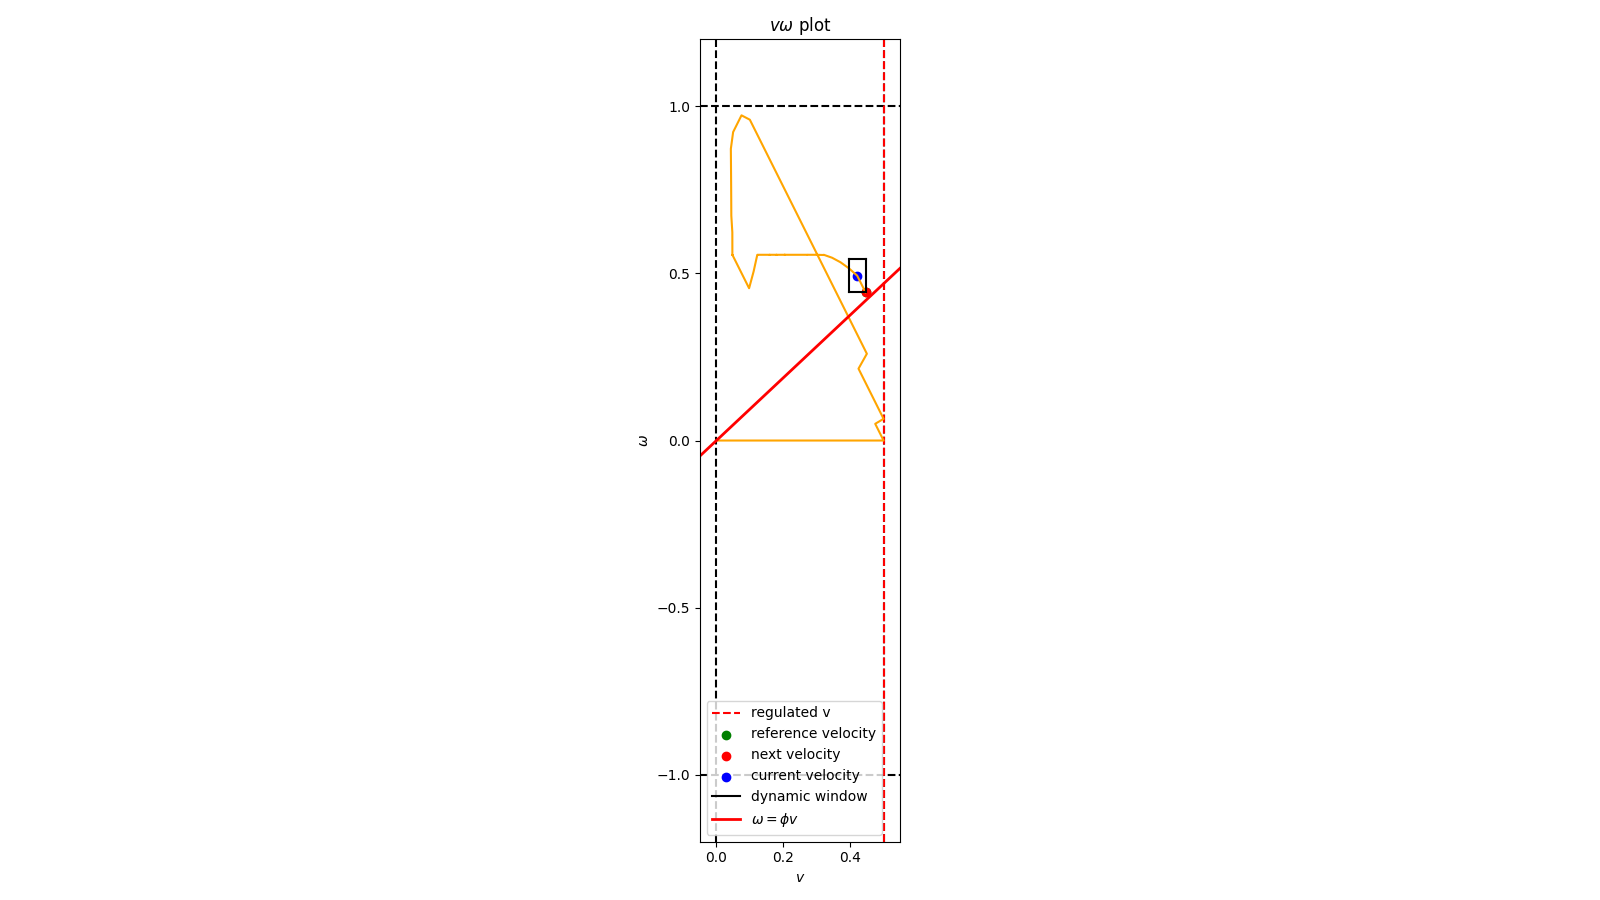 vω plot
1.0
0.5
ω
0.0
−0.5
−1.0
regulated v
reference velocity
next velocity
current velocity
dynamic window
ω = ϕv
0.0 0.2 0.4
v